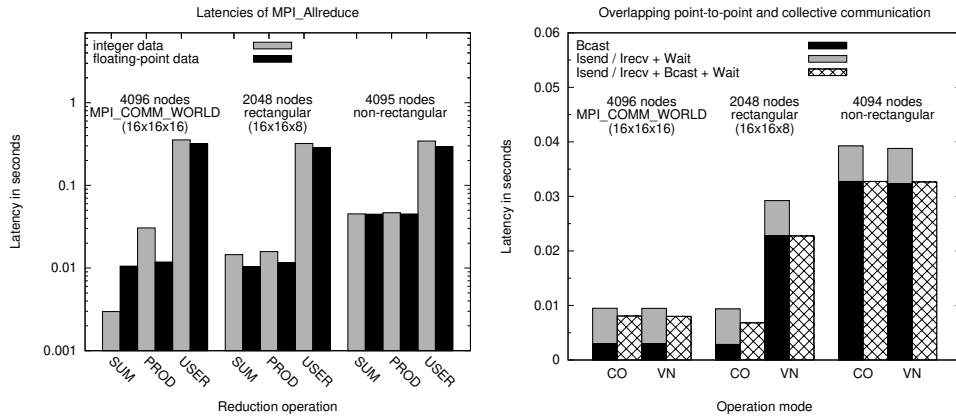 Latencies of MPI_Allreduce
integer data
floating-point data
4096 nodes
MPI_COMM_WORLD
(16x16x16)
2048 nodes
rectangular
(16x16x8)
4095 nodes
non-rectangular
Latency in seconds
1
0.1
0.01
0.001
SUM
PROD
USER
SUM
PROD
USER
SUM
PROD
USER
Reduction operation
Overlapping point-to-point and collective communication
Bcast
Isend / Irecv + Wait
Isend / Irecv + Bcast + Wait
4096 nodes
MPI_COMM_WORLD
(16x16x16)
2048 nodes
rectangular
(16x16x8)
4094 nodes
non-rectangular
Latency in seconds
0.06
0.05
0.04
0.03
0.02
0.01
0
CO
VN
CO
VN
CO
VN
Operation mode